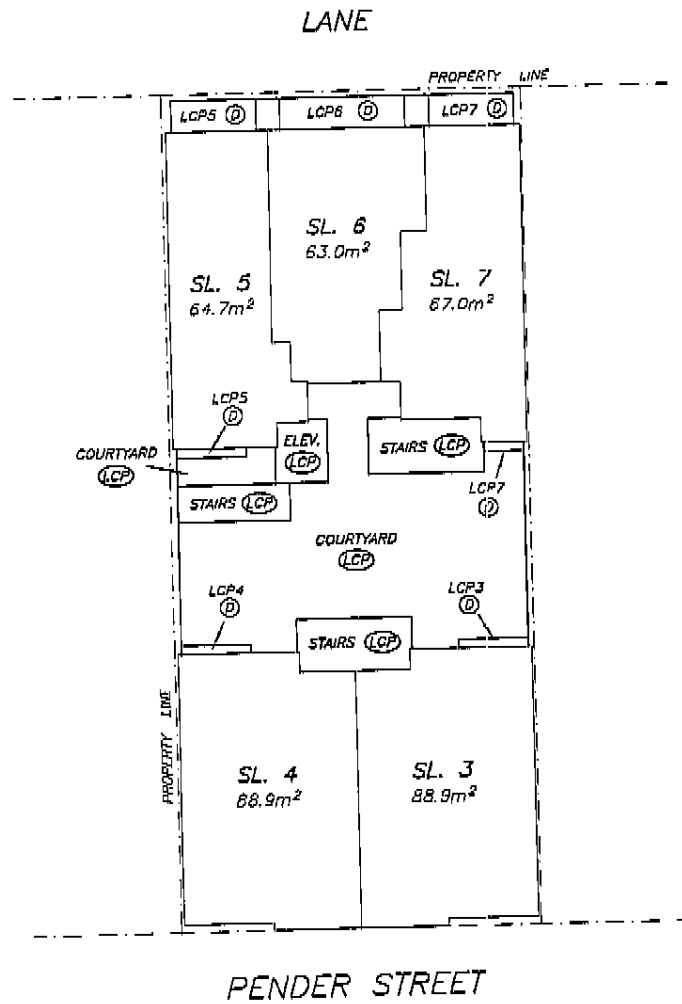 LANE
PROPERTY LINE
LCP5 D
LCP6 D
LCP7 D
SL. 6
63.0m²
SL. 5
64.7m²
SL. 7
67.0m²
LCP5
D
COURTYARD
LCP
ELEV.
LCP
STAIRS LCP
LCP7
D
STAIRS LCP
COURTYARD
LCP
LCP4
D
LCP3
D
STAIRS LCP
PROPERTY LINE
SL. 4
88.9m²
SL. 3
88.9m²
PENDER STREET